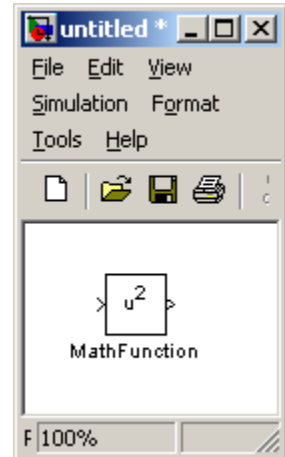 untitled *
File Edit View
Simulation Format
Tools Help
u²
MathFunction
F 100%